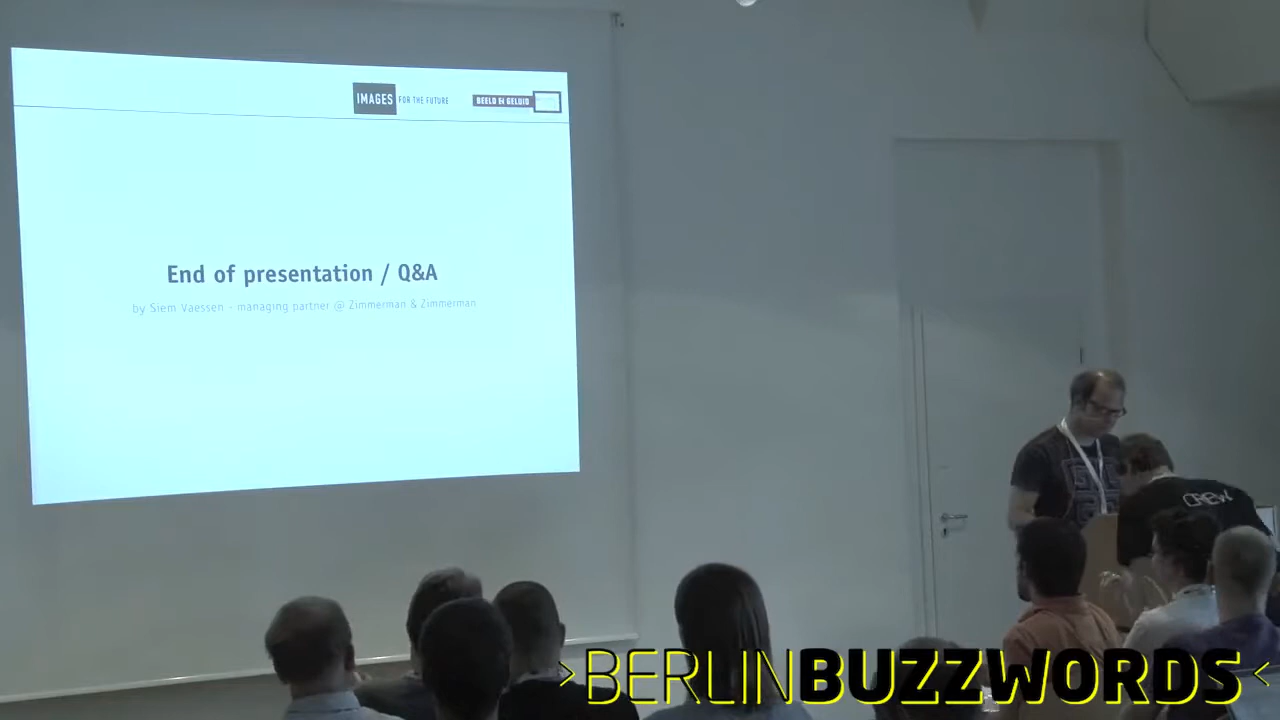 IMAGES FOR THE FUTURE
BEELD EN GELUID
End of presentation / Q&A
by Siem Vaessen - managing partner @ Zimmerman & Zimmerman
CREW
>BERLINBUZZWORDS<